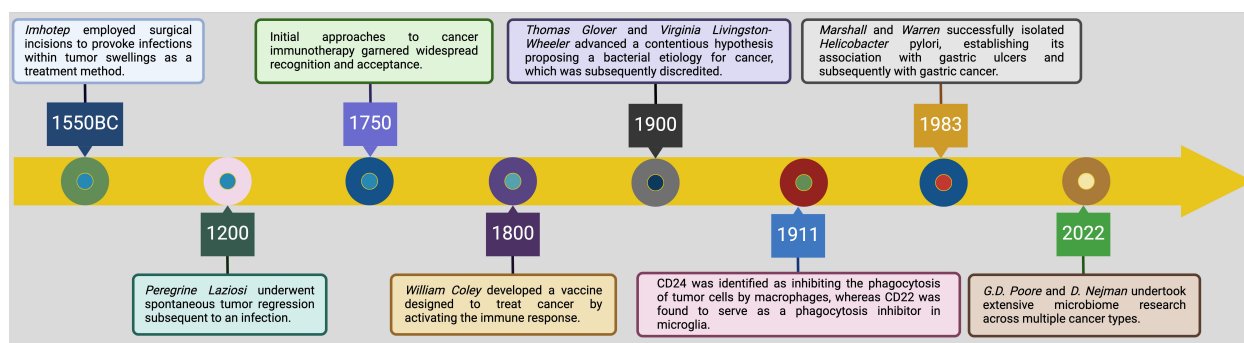 Imhotep employed surgical
incisions to provoke infections
within tumor swellings as a
treatment method.
Initial approaches to cancer
immunotherapy garnered widespread
recognition and acceptance.
Thomas Glover and Virginia Livingston-
Wheeler advanced a contentious hypothesis
proposing a bacterial etiology for cancer,
which was subsequently discredited.
Marshall and Warren successfully isolated
Helicobacter pylori, establishing its
association with gastric ulcers and
subsequently with gastric cancer.
1550BC
1750
1900
1983
1200
1800
1911
2022
Peregrine Laziosi underwent
spontaneous tumor regression
subsequent to an infection.
William Coley developed a vaccine
designed to treat cancer by
activating the immune response.
CD24 was identified as inhibiting the phagocytosis
of tumor cells by macrophages, whereas CD22 was
found to serve as a phagocytosis inhibitor in
microglia.
G.D. Poore and D. Nejman undertook
extensive microbiome research
across multiple cancer types.